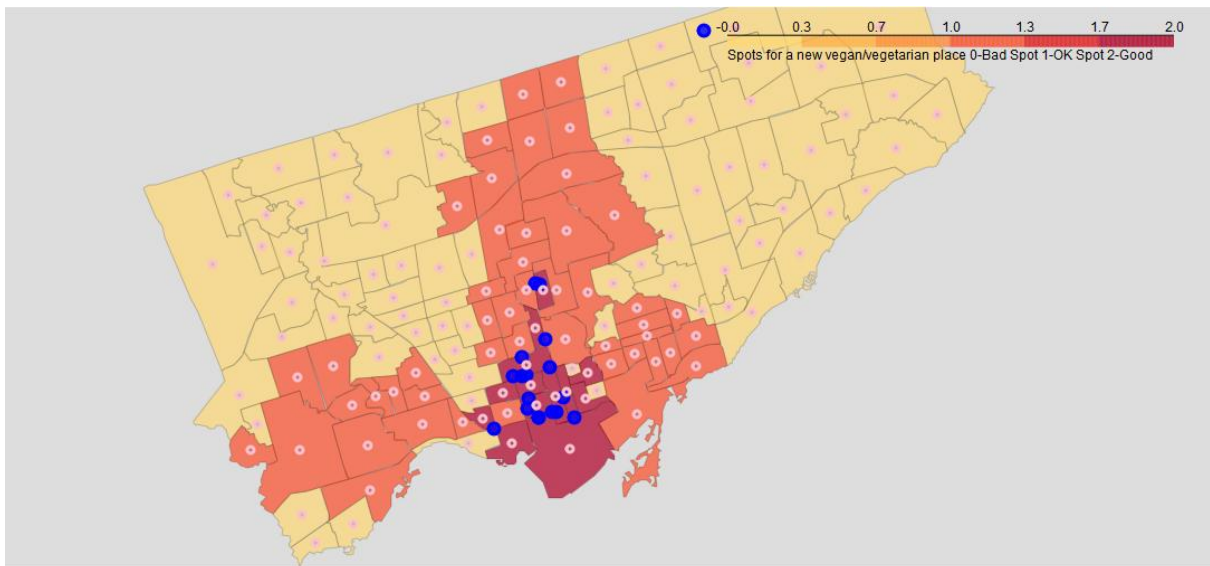 -0.0 0.3 0.7 1.0 1.3 1.7 2.0
Spots for a new vegan/vegetarian place 0-Bad Spot 1-OK Spot 2-Good